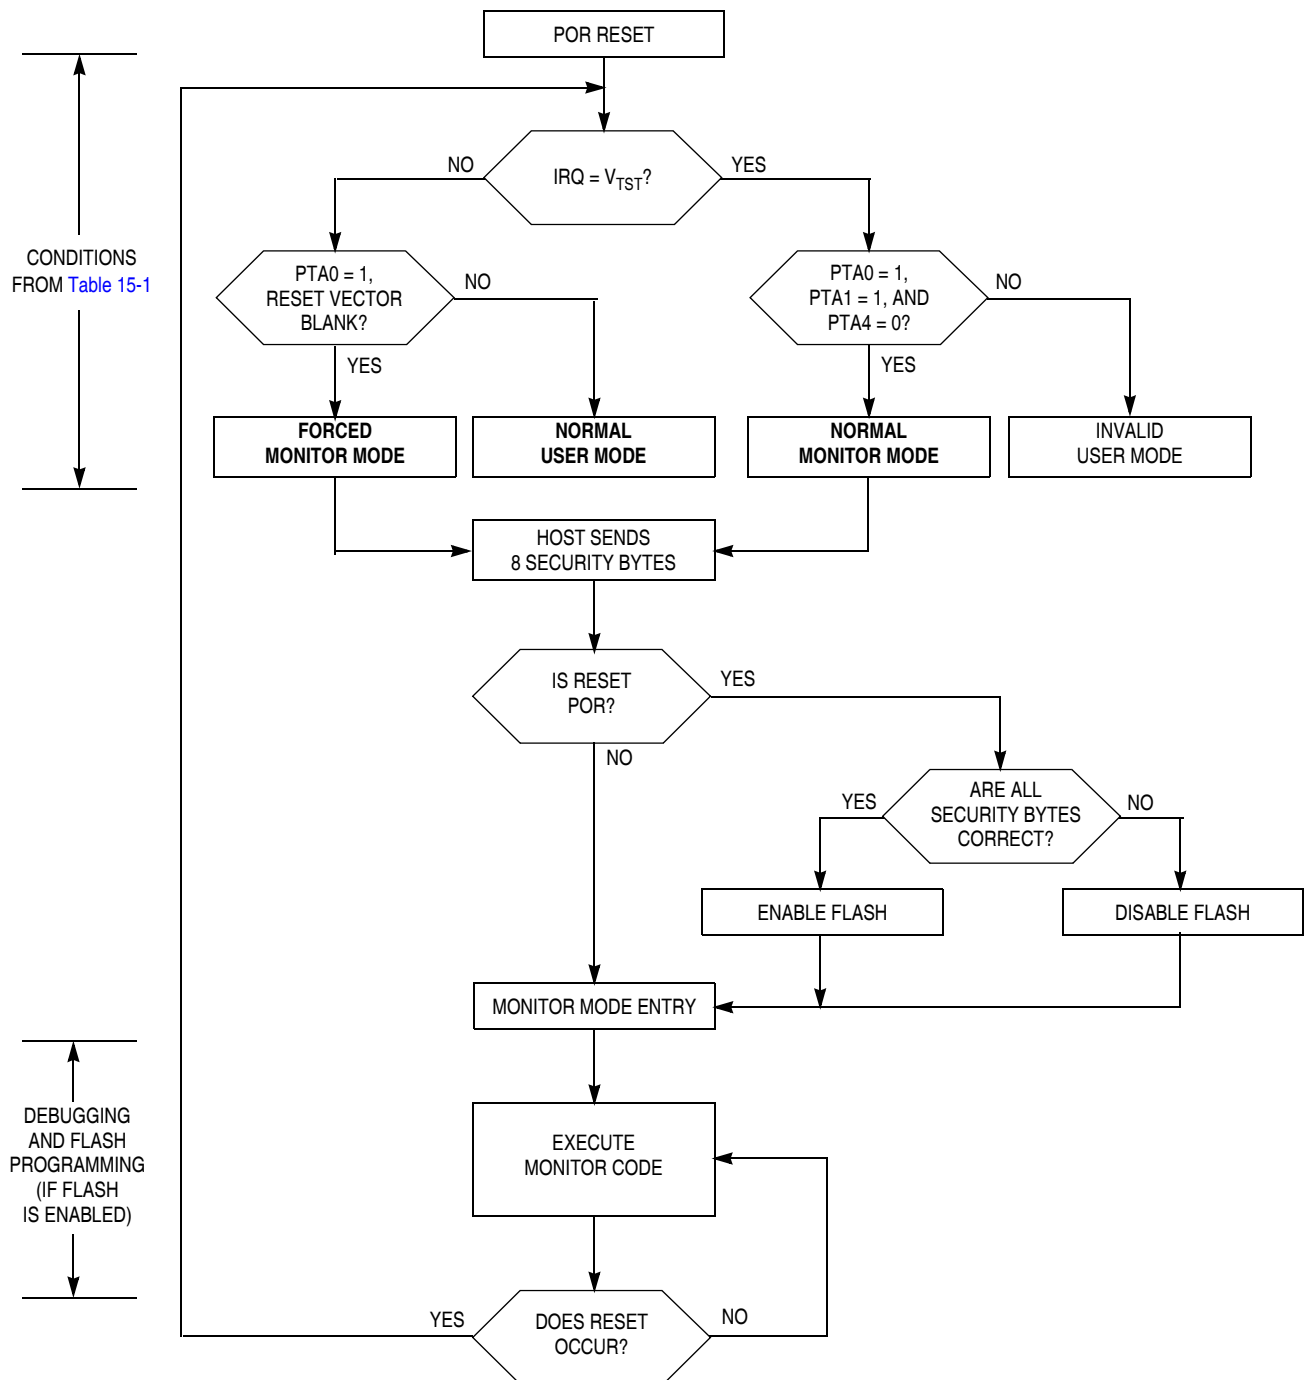 POR RESET
NO
IRQ = VTST?
YES
CONDITIONS
FROM Table 15-1
PTA0 = 1,
RESET VECTOR
BLANK?
NO
YES
PTA0 = 1,
PTA1 = 1, AND
PTA4 = 0?
NO
YES
FORCED
MONITOR MODE
NORMAL
USER MODE
NORMAL
MONITOR MODE
INVALID
USER MODE
HOST SENDS
8 SECURITY BYTES
IS RESET
POR?
YES
NO
YES
ARE ALL
SECURITY BYTES
CORRECT?
NO
ENABLE FLASH
DISABLE FLASH
MONITOR MODE ENTRY
DEBUGGING
AND FLASH
PROGRAMMING
(IF FLASH
IS ENABLED)
EXECUTE
MONITOR CODE
YES
DOES RESET
OCCUR?
NO